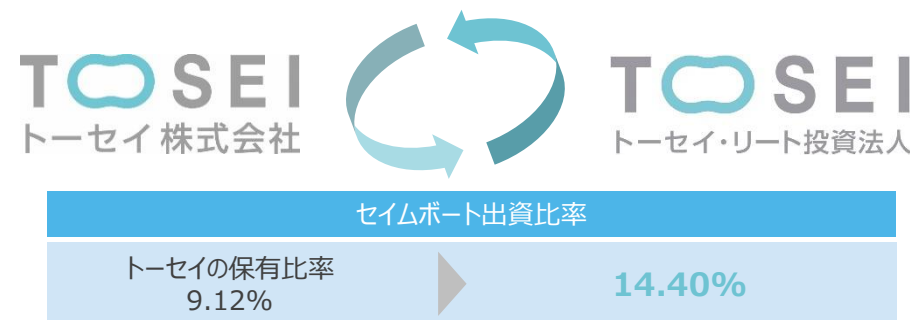 TOSEI
トーセイ株式会社
TOSEI
トーセイ・リート投資法人
セイムボート出資比率
トーセイの保有比率
9.12%
14.40%